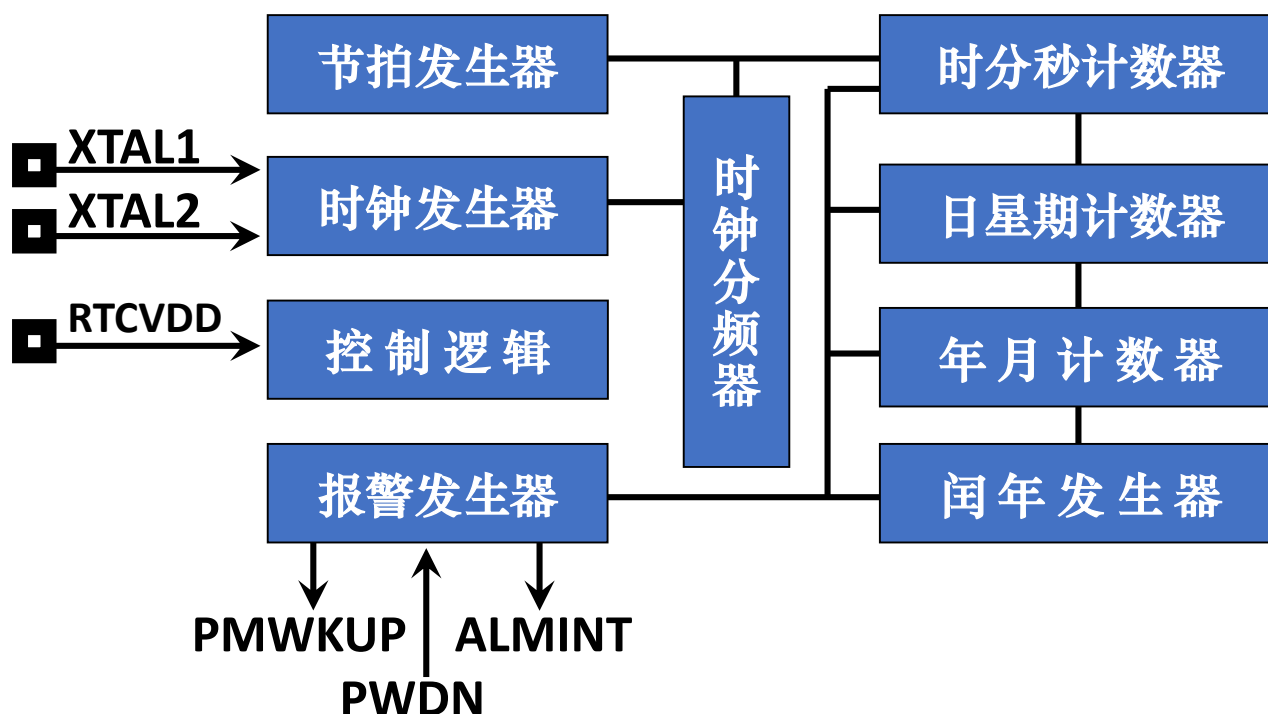 节拍发生器
时分秒计数器
XTAL1
时钟发生器
XTAL2
时钟分频器
日星期计数器
RTCVDD
控制逻辑
年月计数器
报警发生器
闰年发生器
PMWKUP
ALMINT
PWDN